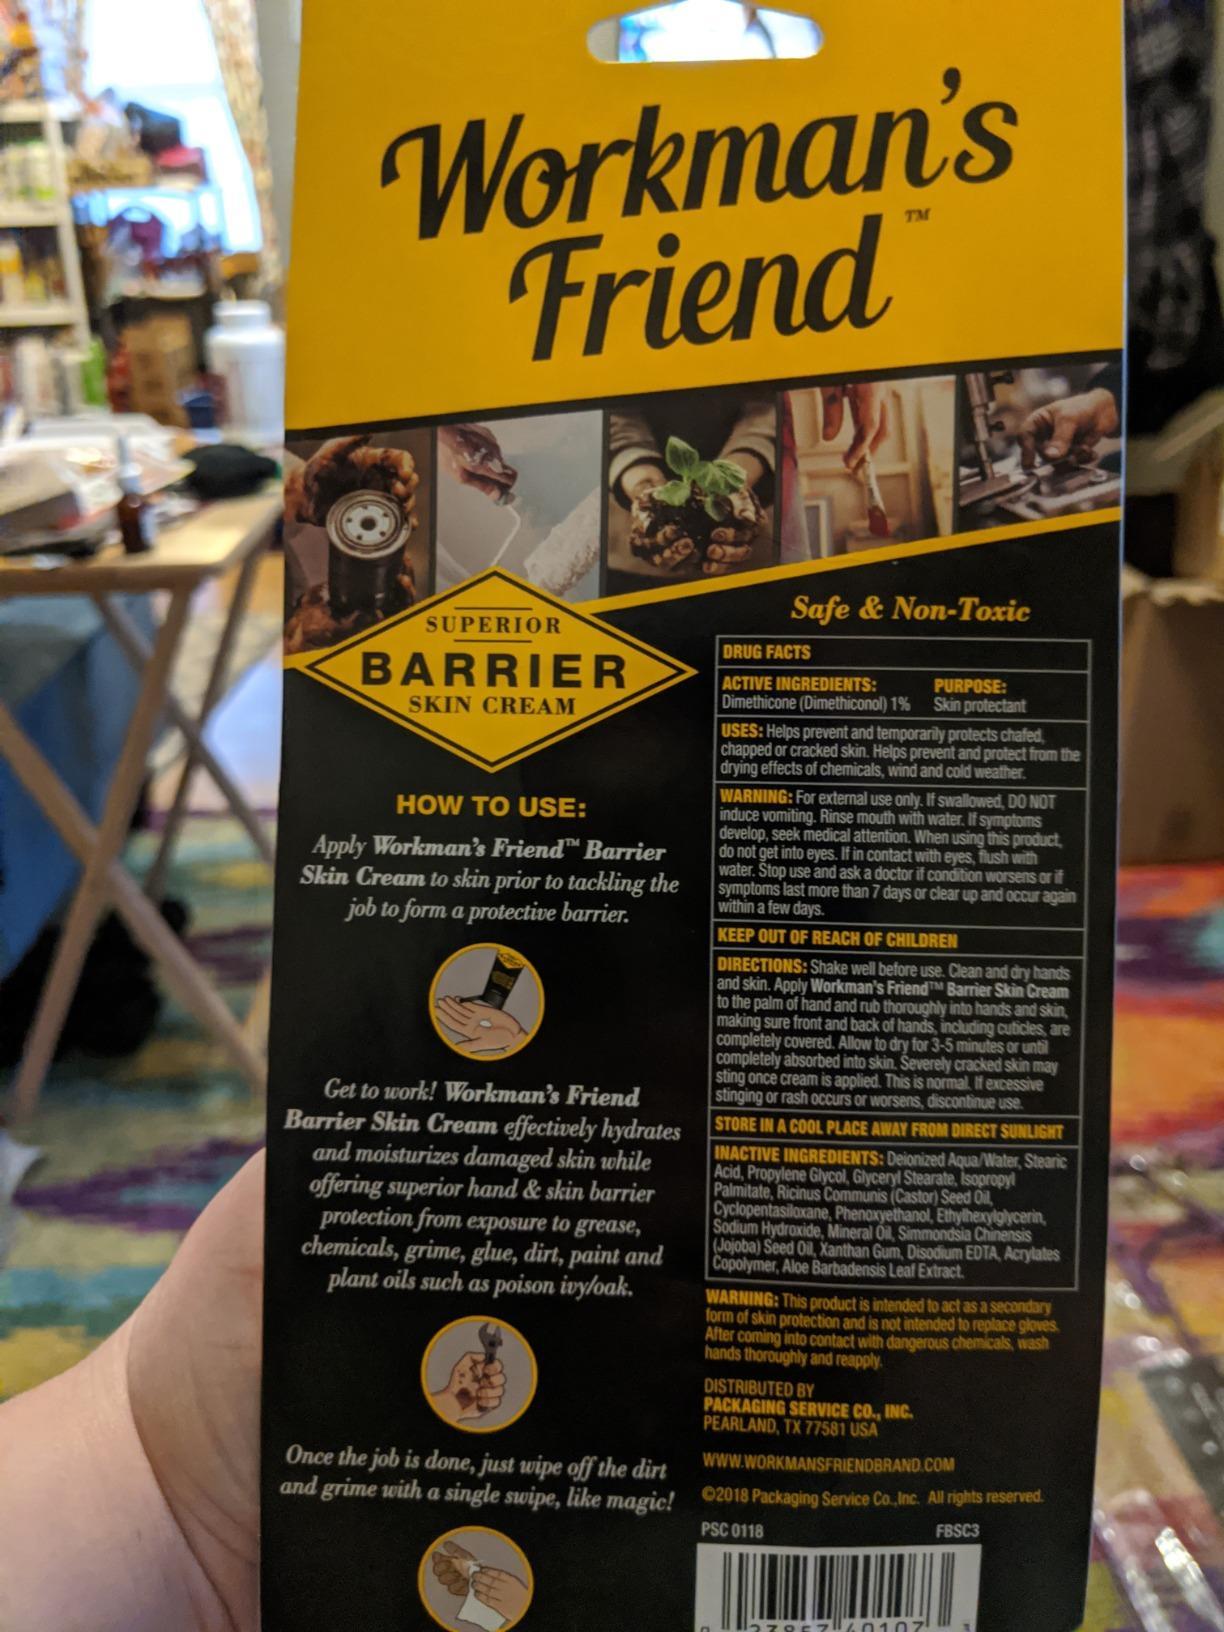 Workman's
Friend™
SUPERIOR
BARRIER
SKIN CREAM
HOW TO USE:
Apply Workman's Friend™ Barrier
Skin Cream to skin prior to tackling the
job to form a protective barrier.
Get to work! Workman's Friend
Barrier Skin Cream effectively hydrates
and moisturizes damaged skin while
offering superior hand & skin barrier
protection from exposure to grease,
chemicals, grime, glue, dirt, paint and
plant oils such as poison ivy/oak.
Once the job is done, just wipe off the dirt
and grime with a single swipe, like magic!
Safe & Non-Toxic
DRUG FACTS
ACTIVE INGREDIENTS: PURPOSE:
Dimethicone (Dimethiconol) 1% Skin protectant
USES: Helps prevent and temporarily protects chafed,
chapped or cracked skin. Helps prevent and protect from the
drying effects of chemicals, wind and cold weather.
WARNING: For external use only. If swallowed, DO NOT
induce vomiting. Rinse mouth with water. If symptoms
develop, seek medical attention. When using this product,
do not get into eyes. If in contact with eyes, flush with
water. Stop use and ask a doctor if condition worsens or if
symptoms last more than 7 days or clear up and occur again
within a few days.
KEEP OUT OF REACH OF CHILDREN
DIRECTIONS: Shake well before use. Clean and dry hands
and skin. Apply Workman's Friend™ Barrier Skin Cream
to the palm of hand and rub thoroughly into hands and skin,
making sure front and back of hands, including cuticles, are
completely covered. Allow to dry for 3-5 minutes or until
completely absorbed into skin. Severely cracked skin may
sting once cream is applied. This is normal. If excessive
stinging or rash occurs or worsens, discontinue use.
STORE IN A COOL PLACE AWAY FROM DIRECT SUNLIGHT
INACTIVE INGREDIENTS: Deionized Aqua/Water, Stearic
Acid, Propylene Glycol, Glyceryl Stearate, Isopropyl
Palmitate, Ricinus Communis (Castor) Seed Oil,
Cyclopentasiloxane, Phenoxyethanol, Ethylhexylglycerin,
Sodium Hydroxide, Mineral Oil, Simmondsia Chinensis
(Jojoba) Seed Oil, Xanthan Gum, Disodium EDTA, Acrylates
Copolymer, Aloe Barbadensis Leaf Extract.
WARNING: This product is intended to act as a secondary
form of skin protection and is not intended to replace gloves.
After coming into contact with dangerous chemicals, wash
hands thoroughly and reapply.
DISTRIBUTED BY
PACKAGING SERVICE CO., INC.
PEARLAND, TX 77581 USA
WWW.WORKMANSFRIENDBRAND.COM
©2018 Packaging Service Co.,Inc. All rights reserved.
PSC 0118 FBSC3